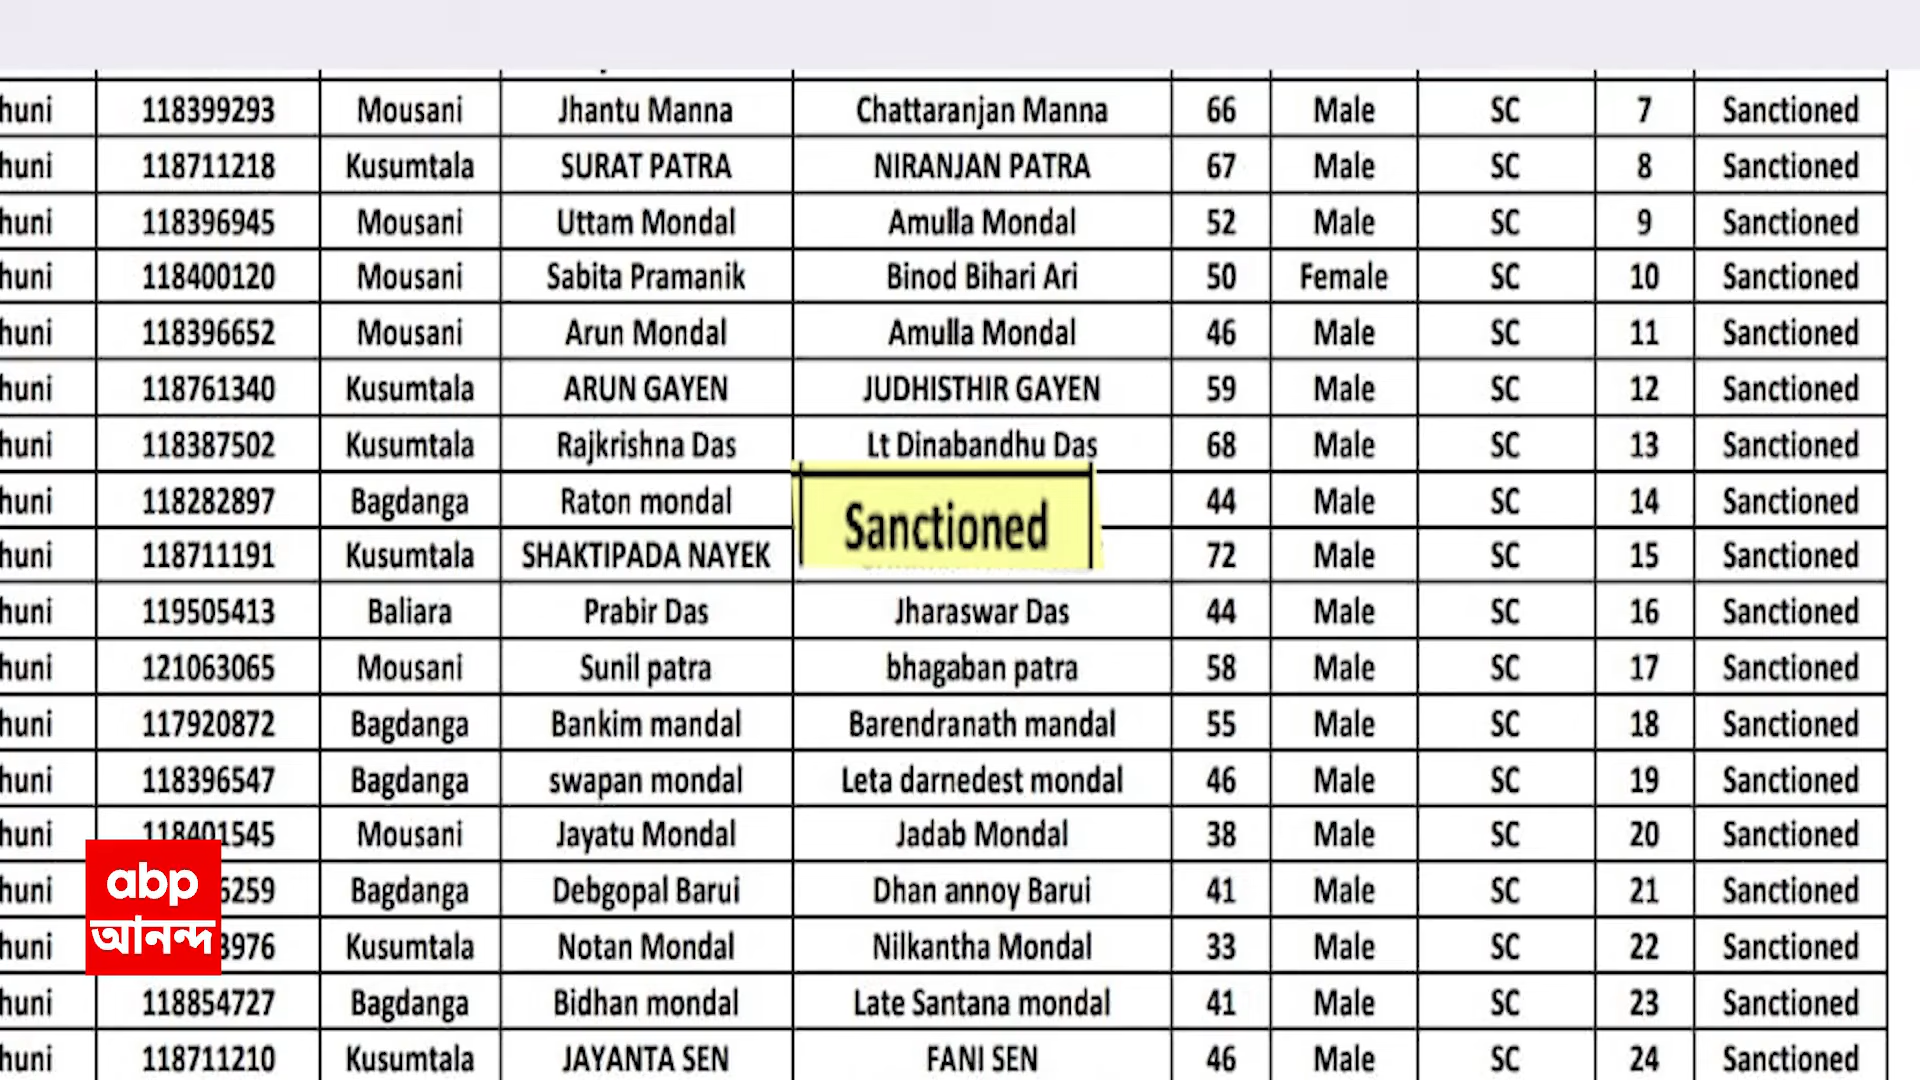 huni 118399293 Mousani Jhantu Manna Chattaranjan Manna 66 Male SC 7 Sanctioned
huni 118711218 Kusumtala SURAT PATRA NIRANJAN PATRA 67 Male SC 8 Sanctioned
huni 118396945 Mousani Uttam Mondal Amulla Mondal 52 Male SC 9 Sanctioned
huni 118400120 Mousani Sabita Pramanik Binod Bihari Ari 50 Female SC 10 Sanctioned
huni 118396652 Mousani Arun Mondal Amulla Mondal 46 Male SC 11 Sanctioned
huni 118761340 Kusumtala ARUN GAYEN JUDHISTHIR GAYEN 59 Male SC 12 Sanctioned
huni 118387502 Kusumtala Rajkrishna Das Lt Dinabandhu Das 68 Male SC 13 Sanctioned
huni 118282897 Bagdanga Raton mondal 44 Male SC 14 Sanctioned
Sanctioned
huni 118711191 Kusumtala SHAKTIPADA NAYEK 72 Male SC 15 Sanctioned
huni 119505413 Baliara Prabir Das Jharaswar Das 44 Male SC 16 Sanctioned
huni 121063065 Mousani Sunil patra bhagaban patra 58 Male SC 17 Sanctioned
huni 117920872 Bagdanga Bankim mandal Barendranath mandal 55 Male SC 18 Sanctioned
huni 118396547 Bagdanga swapan mondal Leta darnedest mondal 46 Male SC 19 Sanctioned
huni 118401545 Mousani Jayatu Mondal Jadab Mondal 38 Male SC 20 Sanctioned
huni 6259 Bagdanga Debgopal Barui Dhan annoy Barui 41 Male SC 21 Sanctioned
huni 3976 Kusumtala Notan Mondal Nilkantha Mondal 33 Male SC 22 Sanctioned
huni 118854727 Bagdanga Bidhan mondal Late Santana mondal 41 Male SC 23 Sanctioned
huni 118711210 Kusumtala JAYANTA SEN FANI SEN 46 Male SC 24 Sanctioned
abp
আনন্দ